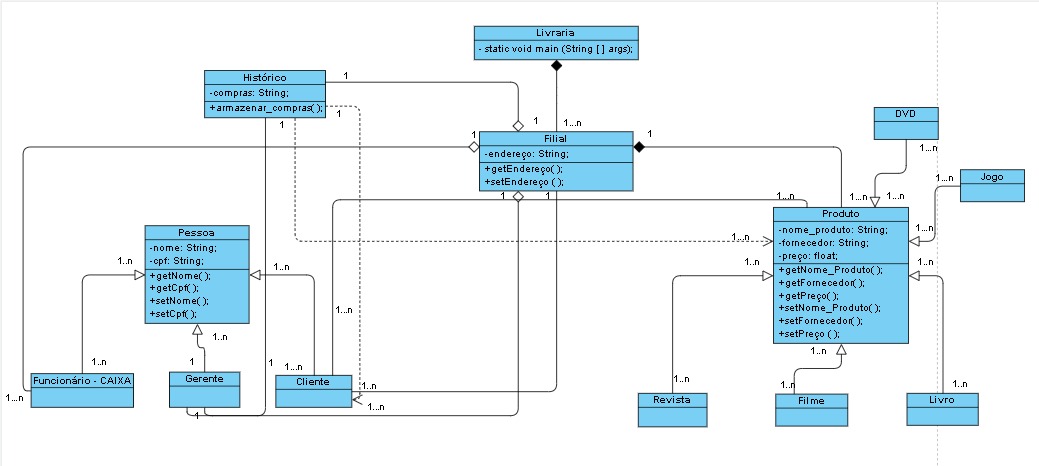 Livraria
- static void main (String [ ] args);
Histórico
-compras: String;
+armazenar_compras( );
1
1
1
1
1...n
1
1
Filial
-endereço: String;
+getEndereço( );
+setEndereço ( );
1
1
DVD
1...n
1...n
Jogo
1...n
1...n
1...n
1...n
Produto
-nome_produto: String;
-fornecedor: String;
-preço: float;
+getNome_Produto( );
+getFornecedor( );
+getPreço( );
+setNome_Produto( );
+setFornecedor( );
+setPreço ( );
1...n
1..n
1..n
1..n
Pessoa
-nome: String;
-cpf: String;
+getNome( );
+getCpf( );
+setNome( );
+setCpf( );
1..n
1..n
1..n
1...n
1..n
1
1
1...n
1..n
1...n
Funcionário - CAIXA
Gerente
Cliente
1...n
1
1...n
1..n
Revista
1..n
Filme
1..n
Livro